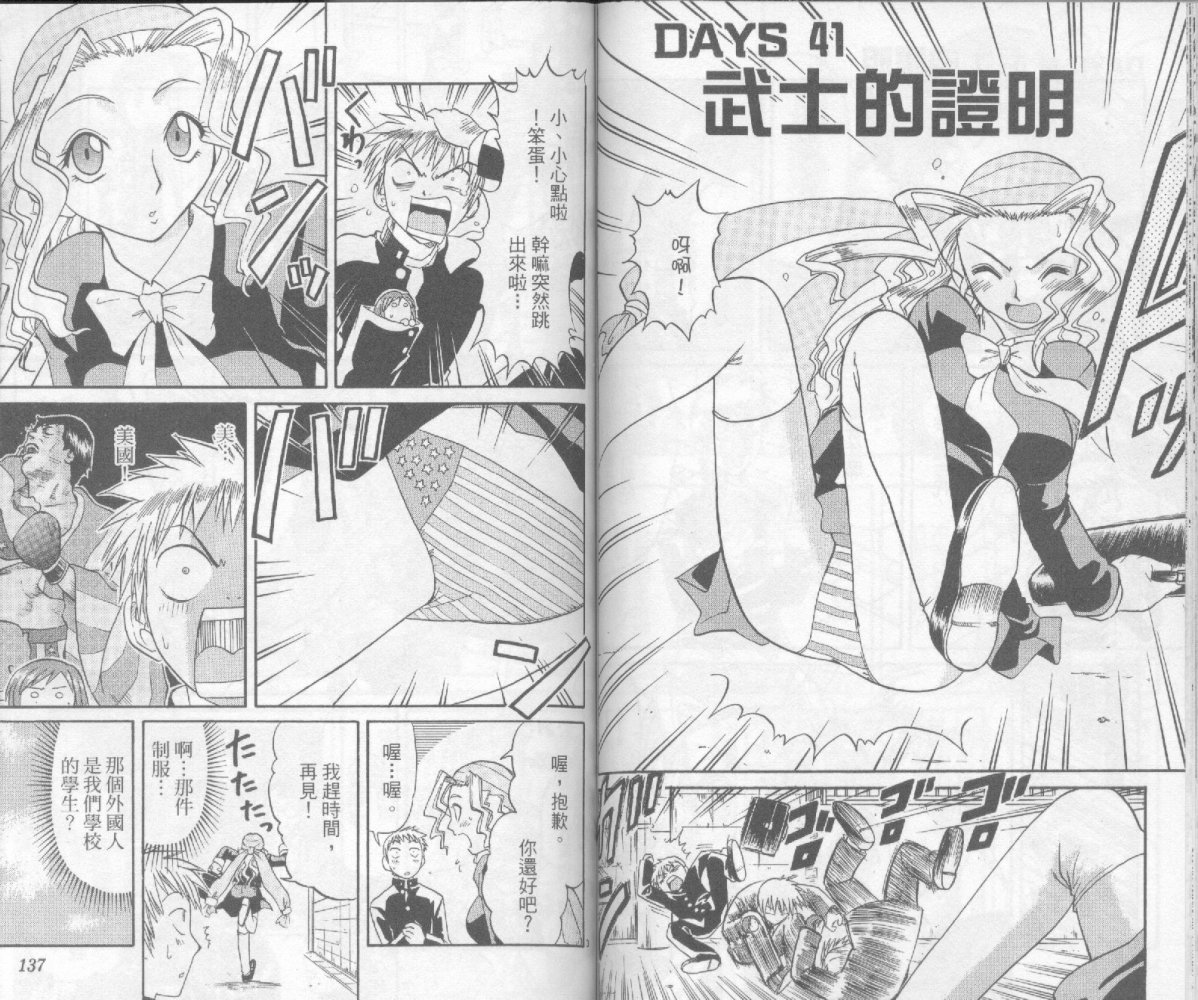 DAYS 41
武士的證明
呀啊！
ゴゴゴ
小、小心點啦
！笨蛋！
幹嘛突然跳
出來啦…
くわっ
美…
美國！
喔，抱歉。
你還好吧？
喔…喔。
我趕時間，
再見！
たたたっ
啊…那件
制服…
那個外國人
是我們學校
的學生？
137